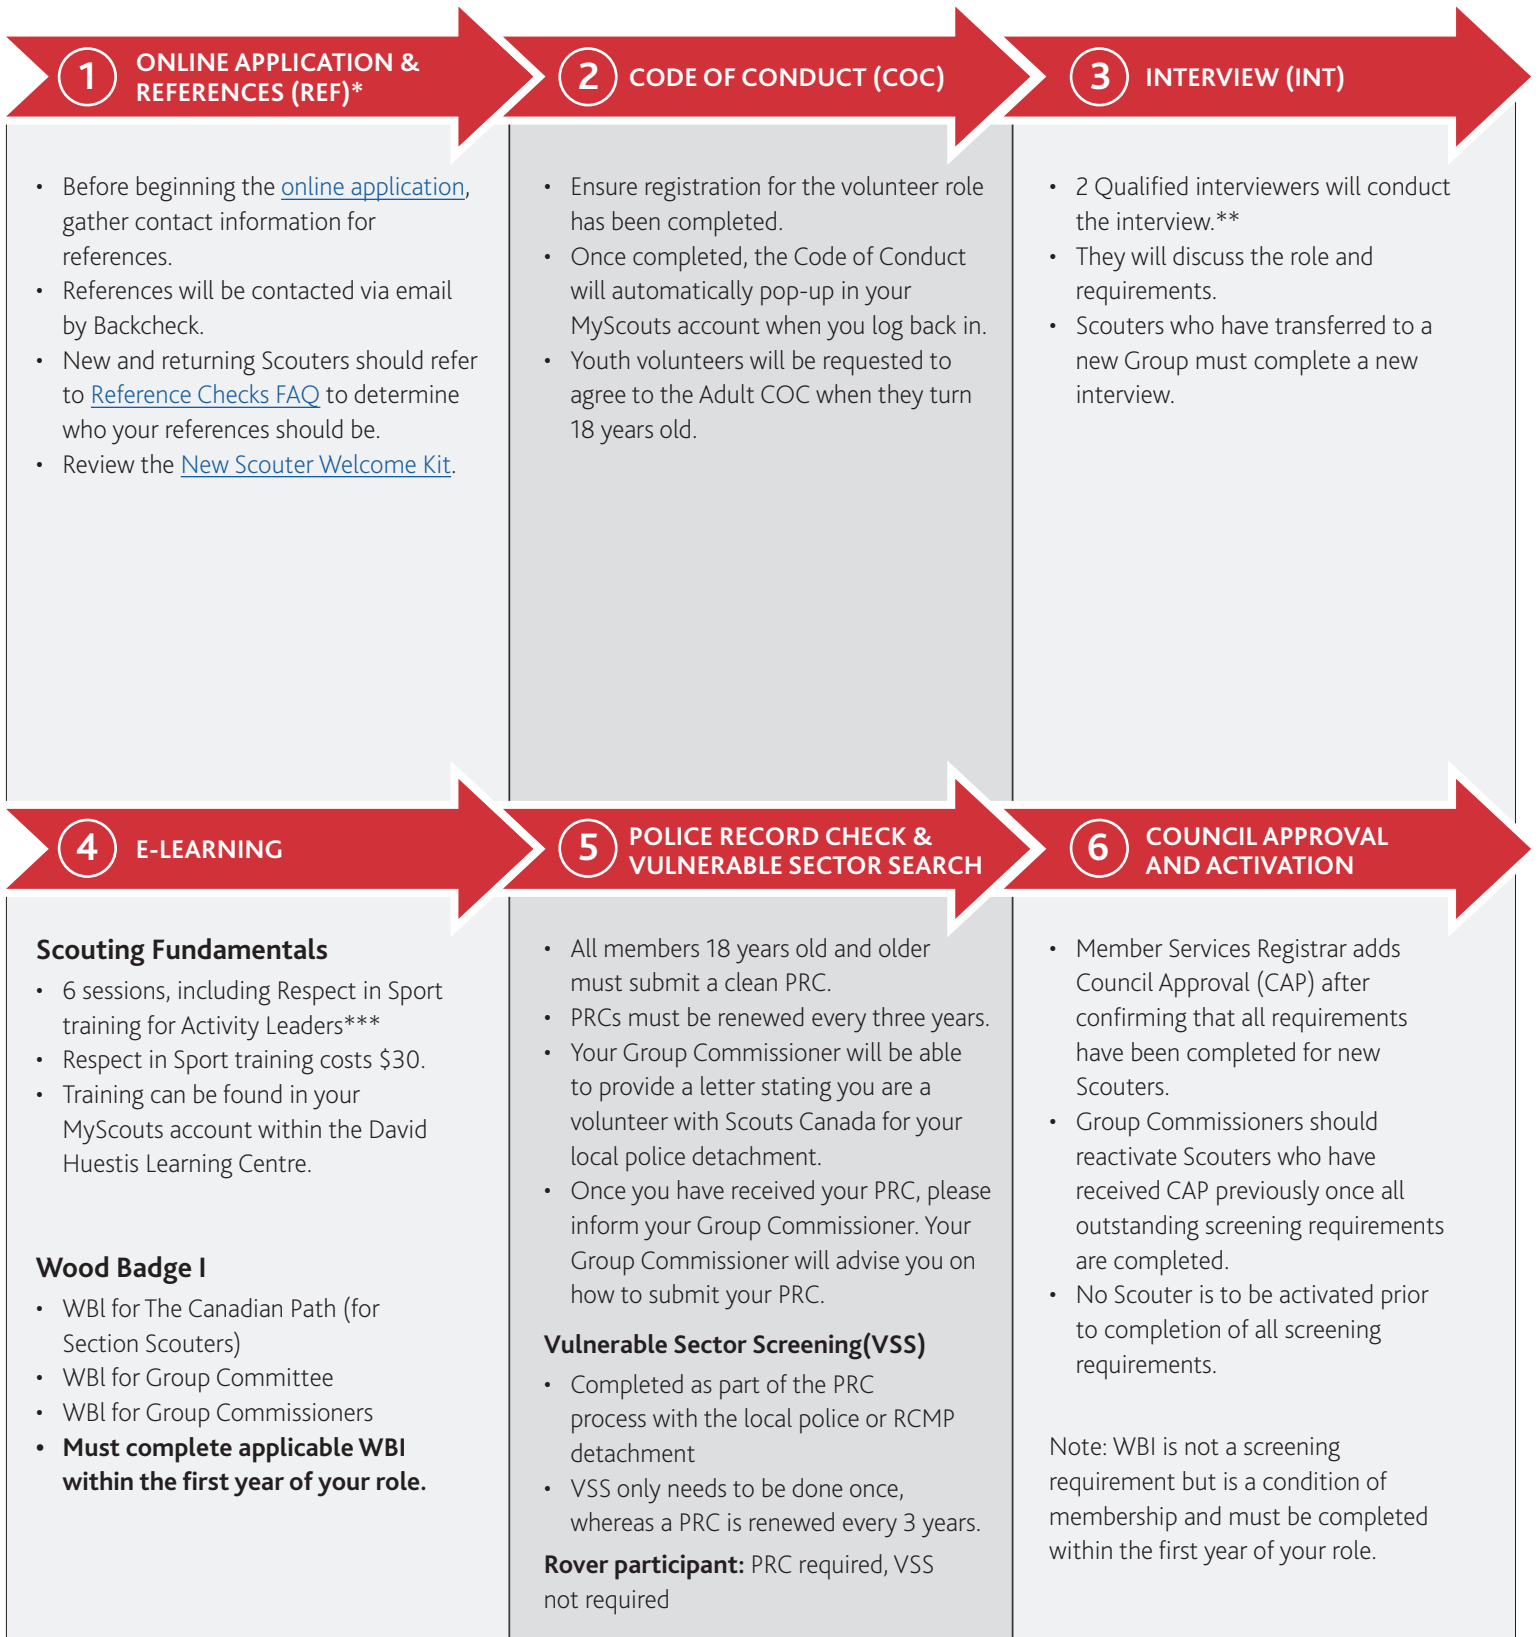 1 ONLINE APPLICATION &
REFERENCES (REF)*
• Before beginning the online application,
gather contact information for
references.
• References will be contacted via email
by Backcheck.
• New and returning Scouters should refer
to Reference Checks FAQ to determine
who your references should be.
• Review the New Scouter Welcome Kit.
2 CODE OF CONDUCT (COC)
• Ensure registration for the volunteer role
has been completed.
• Once completed, the Code of Conduct
will automatically pop-up in your
MyScouts account when you log back in.
• Youth volunteers will be requested to
agree to the Adult COC when they turn
18 years old.
3 INTERVIEW (INT)
• 2 Qualified interviewers will conduct
the interview.**
• They will discuss the role and
requirements.
• Scouters who have transferred to a
new Group must complete a new
interview.
4 E-LEARNING
Scouting Fundamentals
• 6 sessions, including Respect in Sport
training for Activity Leaders***
• Respect in Sport training costs $30.
• Training can be found in your
MyScouts account within the David
Huestis Learning Centre.
Wood Badge I
• WBl for The Canadian Path (for
Section Scouters)
• WBl for Group Committee
• WBl for Group Commissioners
• Must complete applicable WBI
within the first year of your role.
5 POLICE RECORD CHECK &
VULNERABLE SECTOR SEARCH
• All members 18 years old and older
must submit a clean PRC.
• PRCs must be renewed every three years.
• Your Group Commissioner will be able
to provide a letter stating you are a
volunteer with Scouts Canada for your
local police detachment.
• Once you have received your PRC, please
inform your Group Commissioner. Your
Group Commissioner will advise you on
how to submit your PRC.
Vulnerable Sector Screening(VSS)
• Completed as part of the PRC
process with the local police or RCMP
detachment
• VSS only needs to be done once,
whereas a PRC is renewed every 3 years.
Rover participant: PRC required, VSS
not required
6 COUNCIL APPROVAL
AND ACTIVATION
• Member Services Registrar adds
Council Approval (CAP) after
confirming that all requirements
have been completed for new
Scouters.
• Group Commissioners should
reactivate Scouters who have
received CAP previously once all
outstanding screening requirements
are completed.
• No Scouter is to be activated prior
to completion of all screening
requirements.
Note: WBI is not a screening
requirement but is a condition of
membership and must be completed
within the first year of your role.